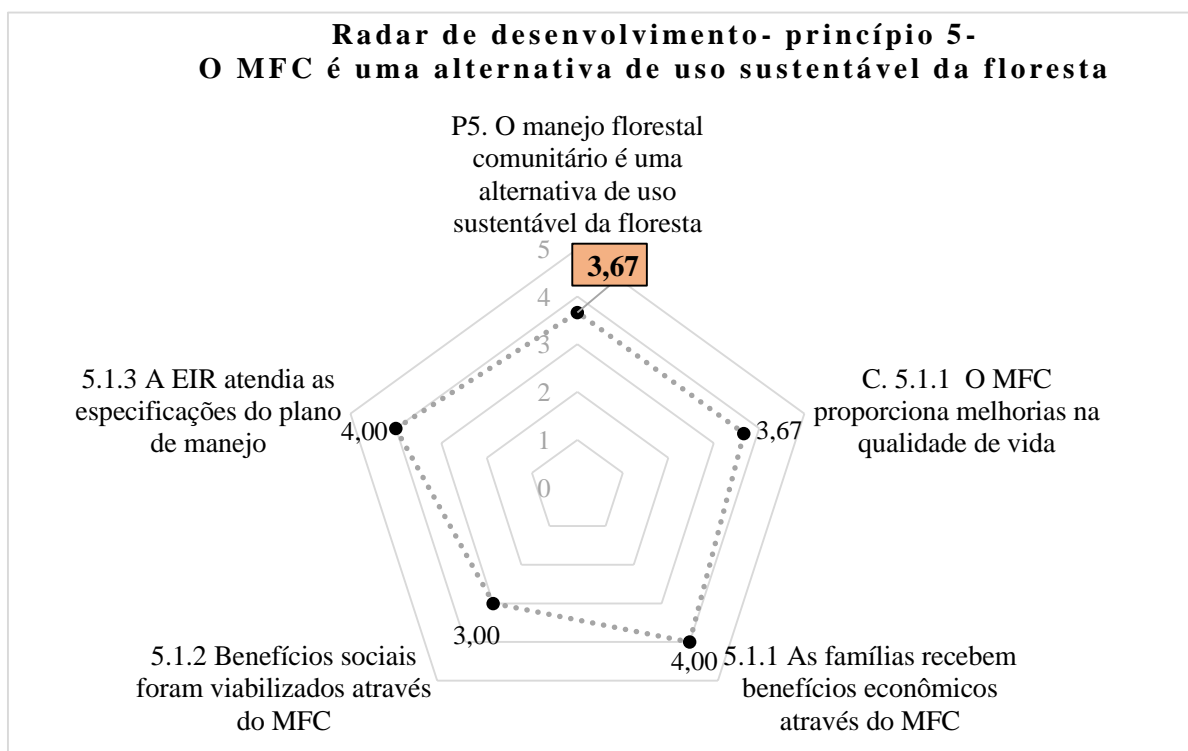 Radar de desenvolvimento- princípio 5-
O MFC é uma alternativa de uso sustentável da floresta
P5. O manejo florestal
comunitário é uma
alternativa de uso
sustentável da floresta
5
3,67
4
3
2
1
0
C. 5.1.1 O MFC
proporciona melhorias na
qualidade de vida
3,67
5.1.1 As famílias recebem
benefícios econômicos
através do MFC
4,00
5.1.2 Benefícios sociais
foram viabilizados através
do MFC
3,00
5.1.3 A EIR atendia as
especificações do plano
de manejo
4,00